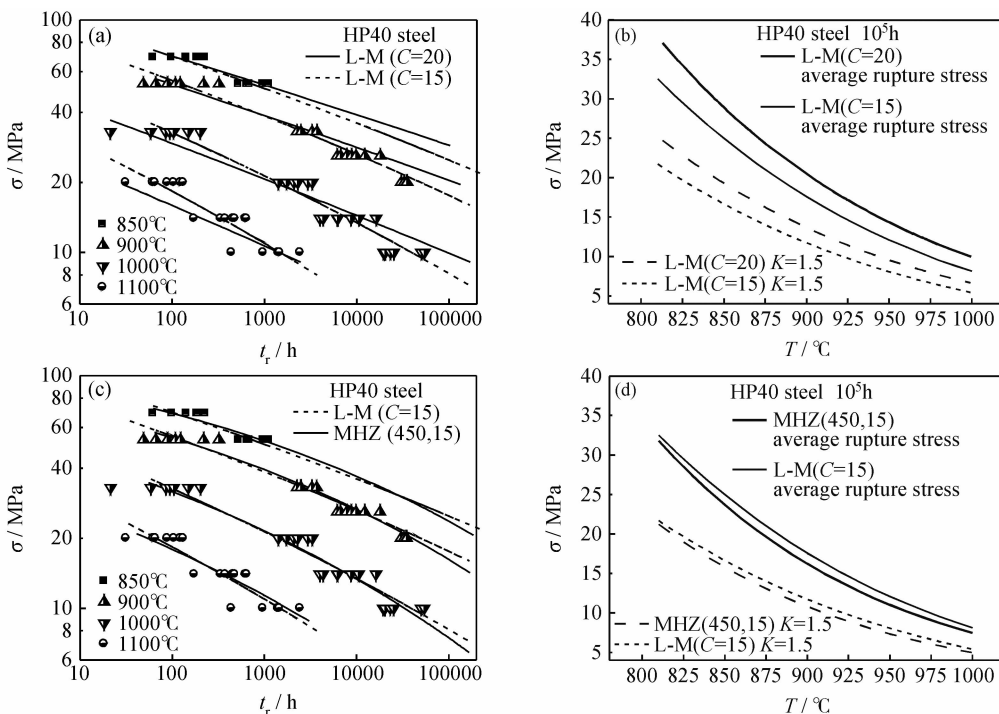 (a)
HP40 steel
L-M (C=20)
L-M (C=15)
850℃
900℃
1000℃
1100℃
100
80
60
40
20
10
8
6
σ / MPa
10
100
1000
10000
100000
tr / h
(b)
HP40 steel 10⁵h
L-M(C=20)
average rupture stress
L-M(C=15)
average rupture stress
L-M(C=20) K=1.5
L-M(C=15) K=1.5
40
35
30
25
20
15
10
5
σ / MPa
800
825
850
875
900
925
950
975
1000
T / ℃
(c)
HP40 steel
L-M (C=15)
MHZ (450,15)
850℃
900℃
1000℃
1100℃
100
80
60
40
20
10
8
6
σ / MPa
10
100
1000
10000
100000
tr / h
(d)
HP40 steel 10⁵h
MHZ(450,15)
average rupture stress
L-M(C=15)
average rupture stress
MHZ(450,15) K=1.5
L-M(C=15) K=1.5
40
35
30
25
20
15
10
5
σ / MPa
800
825
850
875
900
925
950
975
1000
T / ℃